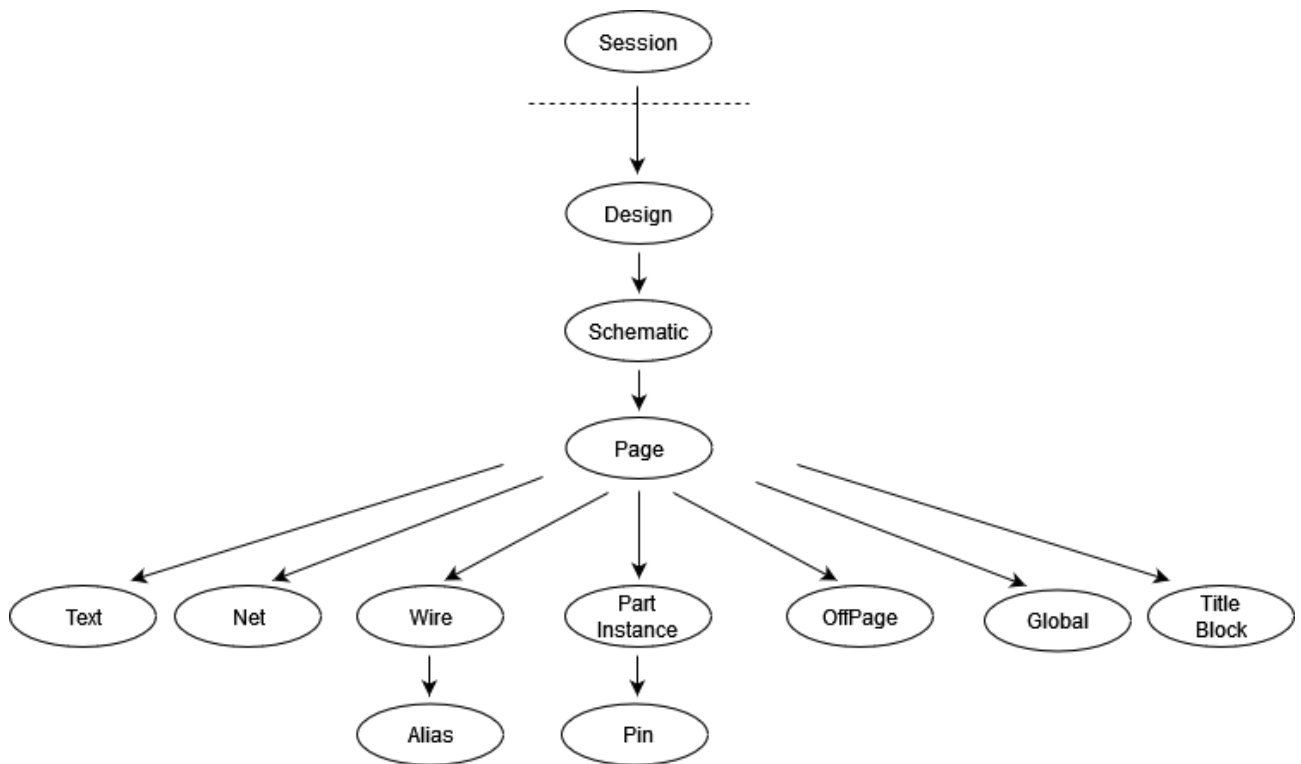 Session
Design
Schematic
Page
Text
Net
Wire
Part
Instance
OffPage
Global
Title
Block
Alias
Pin